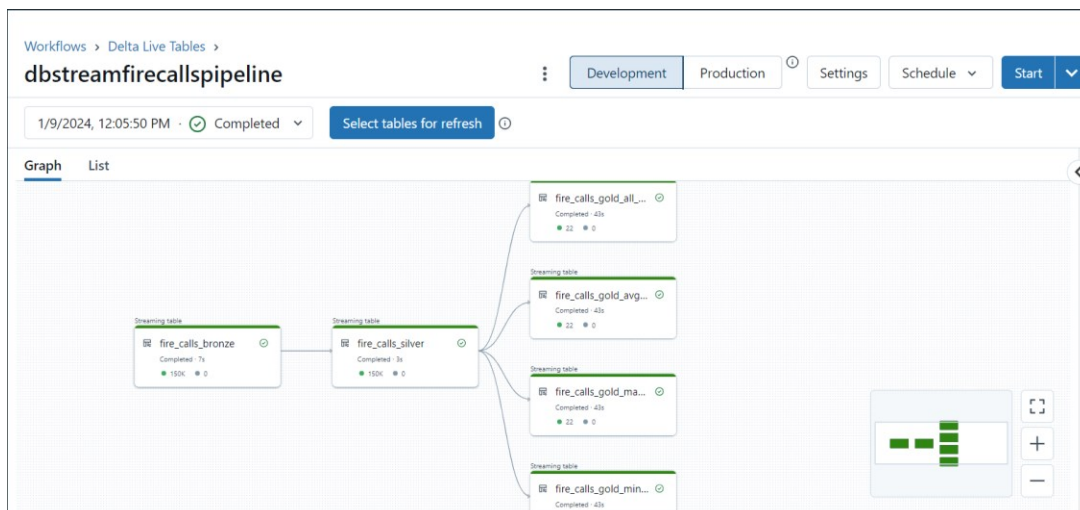 Workflows › Delta Live Tables ›
dbstreamfirecallspipeline
Development Production Settings Schedule Start
1/9/2024, 12:05:50 PM · Completed
Select tables for refresh
Graph List
fire_calls_gold_all_...
Completed · 43s
22 0
Streaming table
fire_calls_gold_avg...
Completed · 43s
22 0
Streaming table
fire_calls_bronze
Completed · 7s
150K 0
Streaming table
fire_calls_silver
Completed · 3s
150K 0
Streaming table
fire_calls_gold_ma...
Completed · 43s
22 0
Streaming table
fire_calls_gold_min...
Completed · 43s